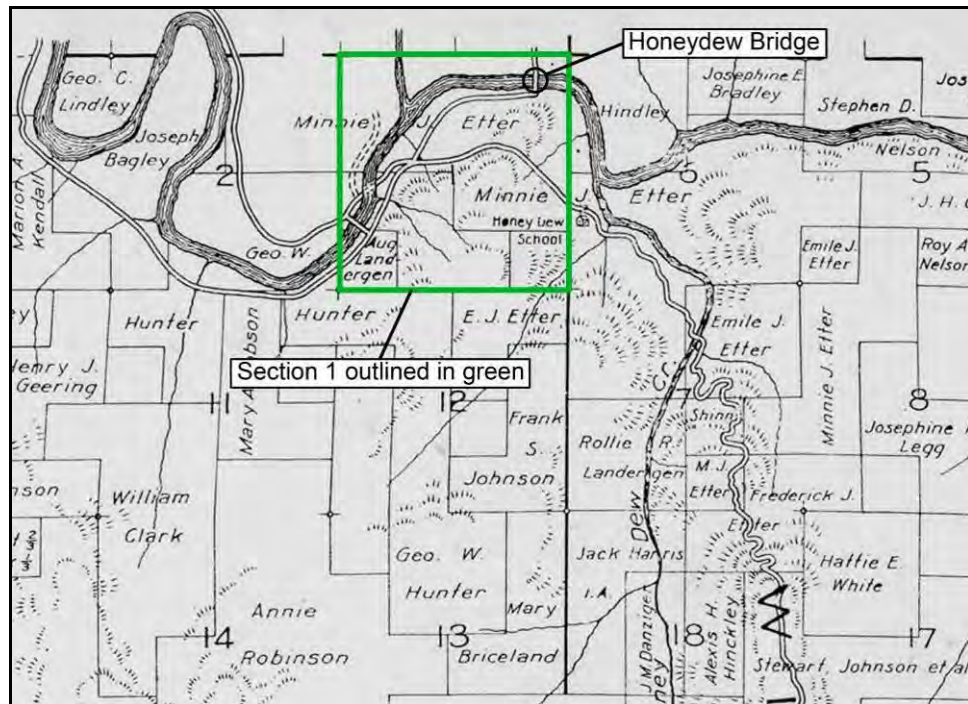 Honeydew Bridge
Geo. C.
Lindley
Josephine E.
Bradley
Jos
Stephen D.
Nelson
Minnie J. Etter
Hindley
Joseph
Bagley
Marion A.
Kendall
2
Minnie J. Etter
6
5
J. H. C
Honey Dew
School
Geo. W.
Aug
Land-
ergen
Emile J.
Etter
Roy A
Nelson
Hunter
Hunter
E. J. Etter
Emile J.
Etter
Minnie J. Etter
Section 1 outlined in green
Henry J.
Geering
Mary A.
11
12
7
8
Shinn
Frank
S.
Johnson
Rollie R.
Landergen
M. J.
Etter
Josephine
Legg
nson
William
Clark
Frederick J.
Etter
Geo. W.
Hunter
Jack Harris
Hattie E.
White
Dew Cr.
Annie
Robinson
Mary
Briceland
I. A.
J. M. Danziger
Alexis H.
Hinckley
14
13
18
17
ney
Stewart, Johnson et al